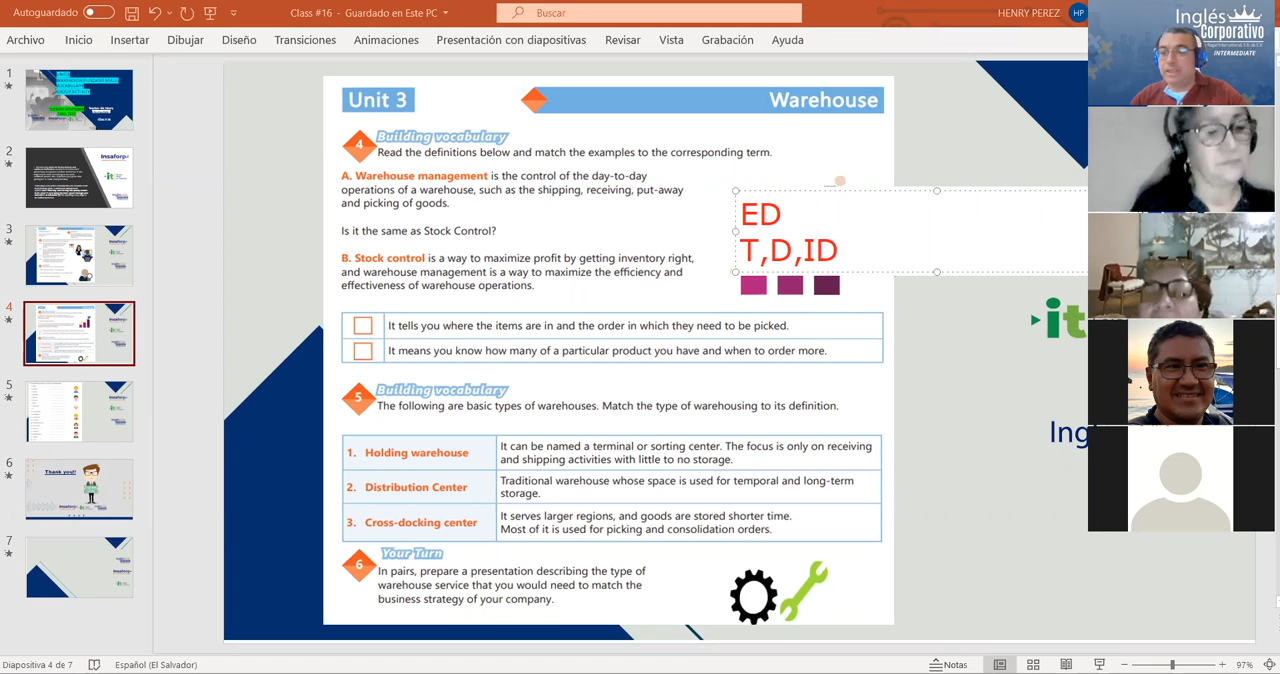 Autoguardado
Class #16 - Guardado en Este PC
Buscar
HENRY PEREZ
HP
Archivo Inicio Insertar Dibujar Diseño Transiciones Animaciones Presentación con diapositivas Revisar Vista Grabación Ayuda
Inglés
Corporativo
INTERMEDIATE
1
2
Insaforp
3
4
5
6
Thank you!
7
Unit 3
Warehouse
4
Building vocabulary
Read the definitions below and match the examples to the corresponding term.
A. Warehouse management is the control of the day-to-day
operations of a warehouse, such as the shipping, receiving, put-away
and picking of goods.
Is it the same as Stock Control?
B. Stock control is a way to maximize profit by getting inventory right,
and warehouse management is a way to maximize the efficiency and
effectiveness of warehouse operations.
ED
T,D,ID
It tells you where the items are in and the order in which they need to be picked.
It means you know how many of a particular product you have and when to order more.
it
Ing
5
Building vocabulary
The following are basic types of warehouses. Match the type of warehousing to its definition.
1. Holding warehouse
It can be named a terminal or sorting center. The focus is only on receiving
and shipping activities with little to no storage.
2. Distribution Center
Traditional warehouse whose space is used for temporal and long-term
storage.
3. Cross-docking center
It serves larger regions, and goods are stored shorter time.
Most of it is used for picking and consolidation orders.
6
Your Turn
In pairs, prepare a presentation describing the type of
warehouse service that you would need to match the
business strategy of your company.
Diapositiva 4 de 7
Español (El Salvador)
Notas
97%